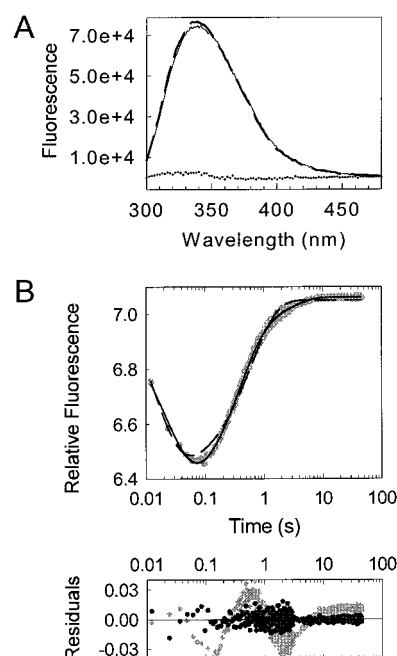 A
7.0e+4
5.0e+4
3.0e+4
1.0e+4
Fluorescence
300 350 400 450
Wavelength (nm)
B
7.0
6.8
6.6
6.4
Relative Fluorescence
0.01 0.1 1 10 100
Time (s)
0.01 0.1 1 10 100
0.03
0.00
-0.03
Residuals